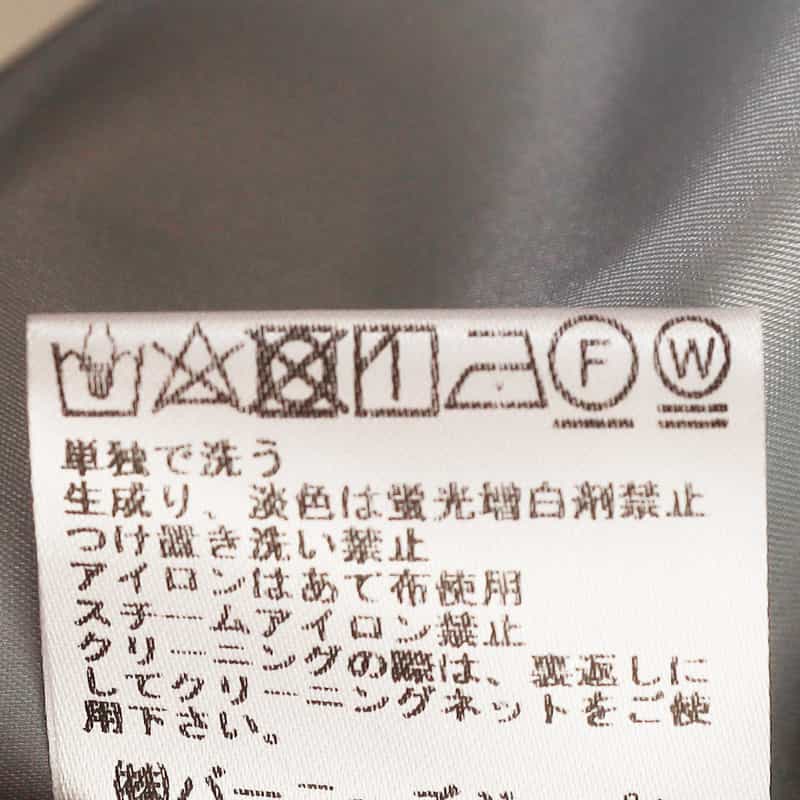 F W
単独で洗う
生成り、淡色は蛍光増白剤禁止
つけ置き洗い禁止
アイロンはあて布使用
スチームアイロン禁止
クリーニングの際は、裏返しに
してクリーニングネットをご使
用下さい。
㈱バ